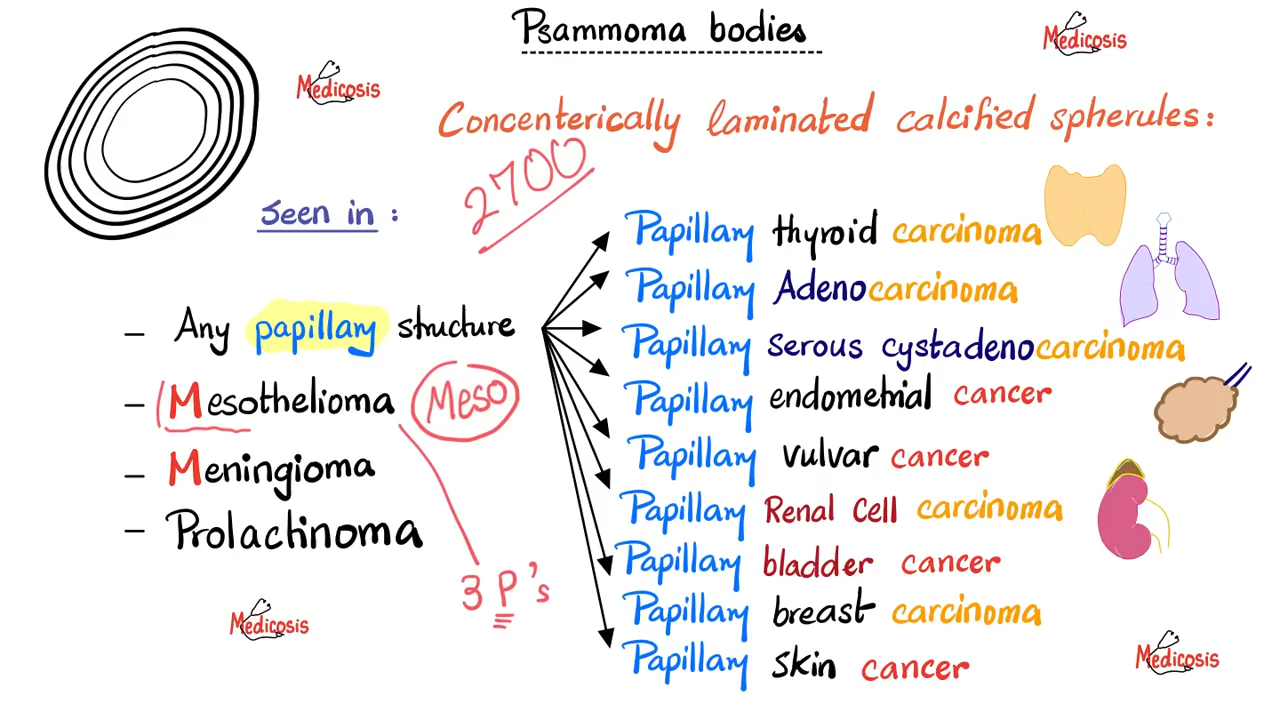 Psammoma bodies
Medicosis
Medicosis
Concenterically laminated calcified spherules:
2700
Seen in:
- Any papillary structure
- Mesothelioma
Meso
- Meningioma
- Prolactinoma
3 P's
Papillary thyroid carcinoma
Papillary Adenocarcinoma
Papillary serous cystadenocarcinoma
Papillary endometrial cancer
Papillary vulvar cancer
Papillary Renal Cell carcinoma
Papillary bladder cancer
Papillary breast carcinoma
Papillary skin cancer
Medicosis
Medicosis